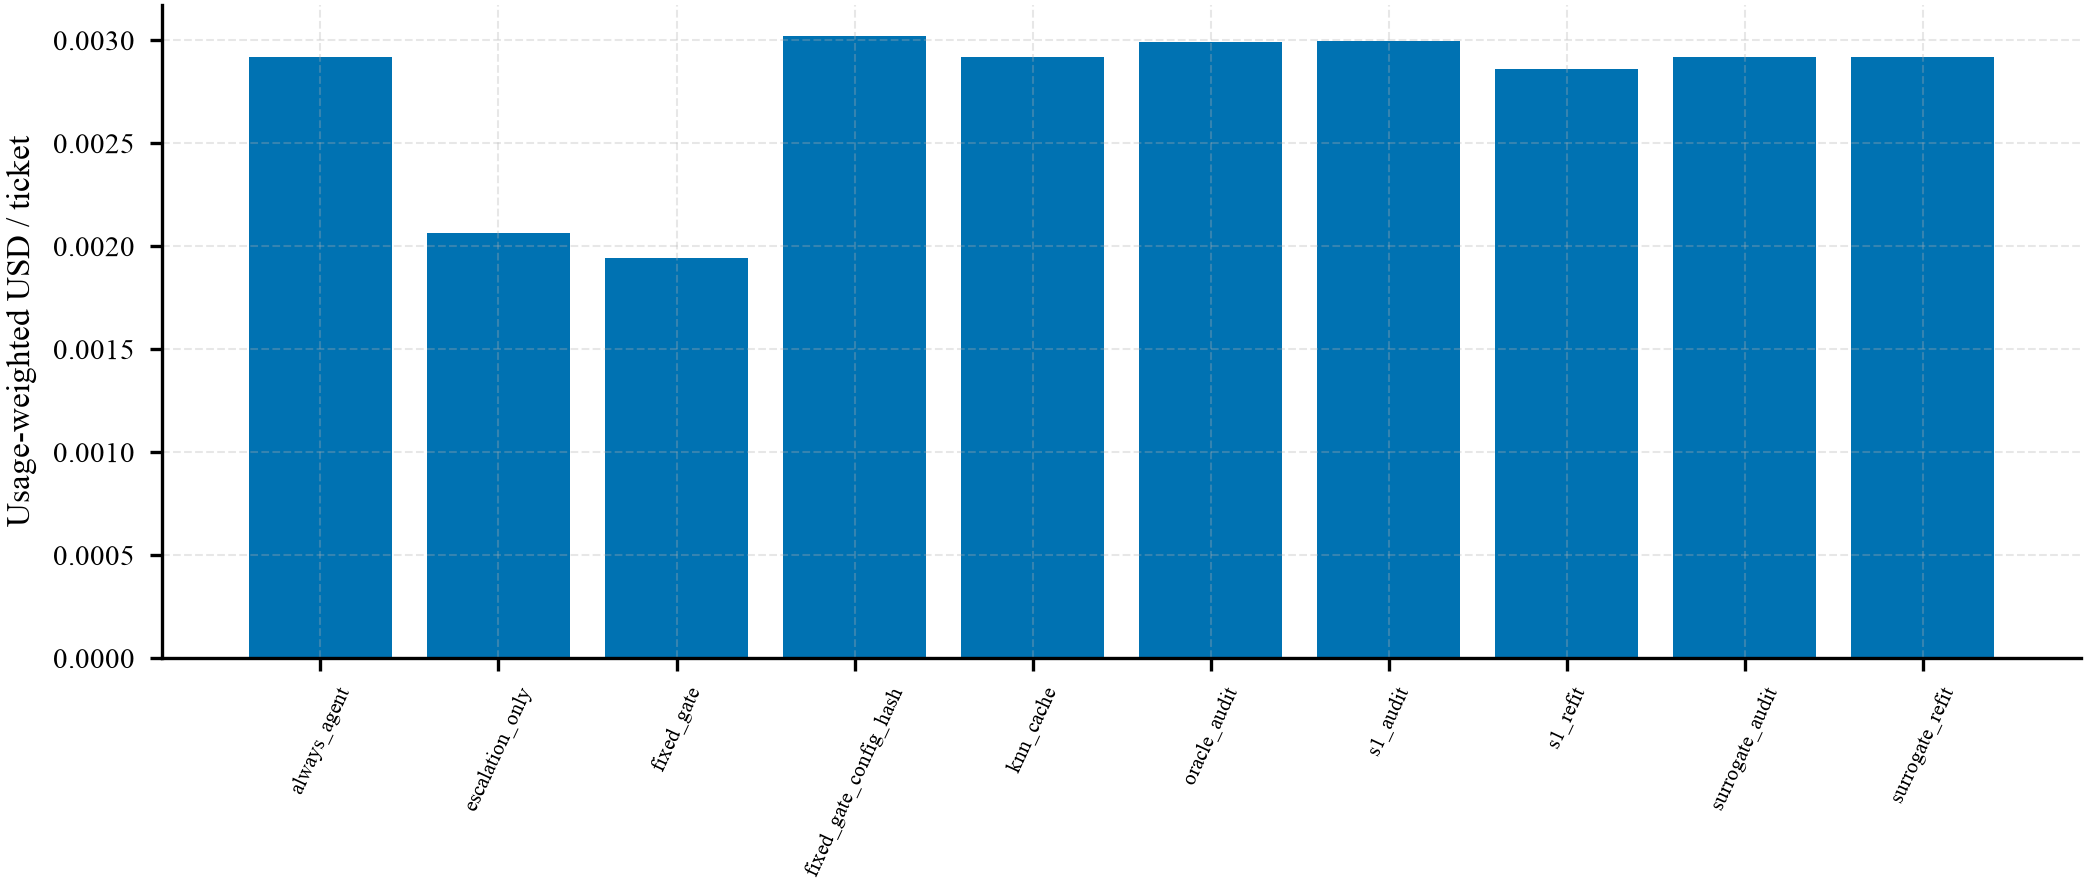 Usage-weighted USD / ticket
0.0030
0.0025
0.0020
0.0015
0.0010
0.0005
0.0000
always_agent
escalation_only
fixed_gate
fixed_gate_config_hash
knn_cache
oracle_audit
s1_audit
s1_refit
surrogate_audit
surrogate_refit